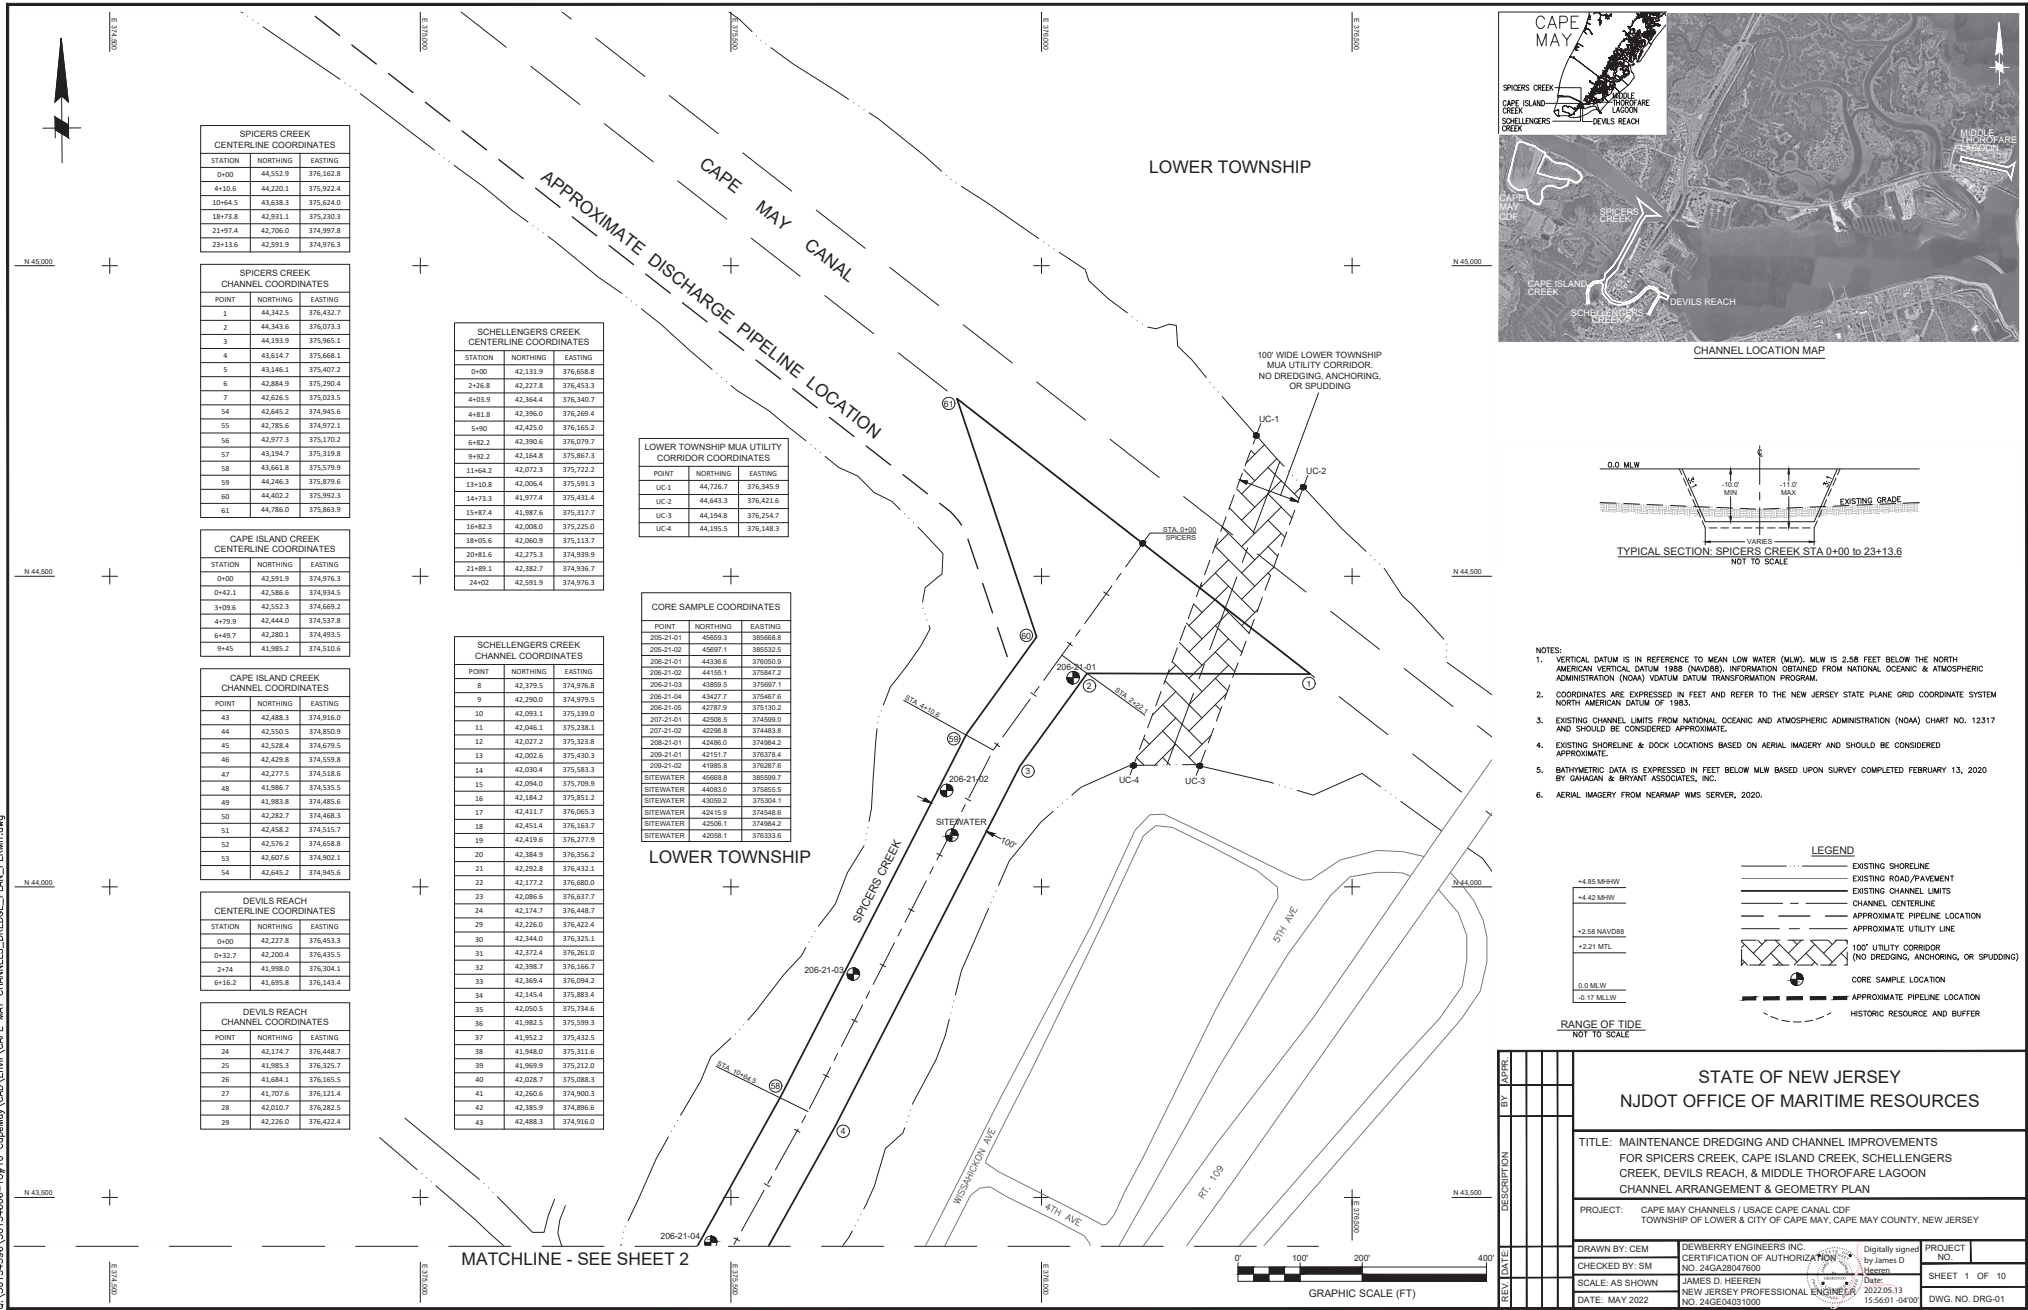 E 374,500
E 375,000
E 375,500
E 376,000
E 376,500
N 45,000
N 44,500
N 43,500
N 44,000
SPICERS CREEK
CENTERLINE COORDINATES
STATION NORTHING EASTING
0+00 44,552.9 376,162.8
4+10.6 44,220.1 375,922.4
10+64.5 43,638.3 375,624.0
18+73.8 42,931.1 375,230.3
21+97.4 42,706.0 374,997.8
23+13.6 42,591.9 374,976.3
SPICERS CREEK
CHANNEL COORDINATES
POINT NORTHING EASTING
1 44,342.5 376,432.7
2 44,343.6 376,073.3
3 44,193.9 375,965.1
4 43,614.7 375,668.1
5 43,146.1 375,407.2
6 42,884.9 375,290.4
7 42,626.5 375,023.5
54 42,645.2 374,945.6
55 42,785.6 374,972.1
56 42,977.3 375,170.2
57 43,194.7 375,319.8
58 43,661.8 375,579.9
59 44,246.3 375,879.6
60 44,402.2 375,992.3
61 44,786.0 375,863.9
CAPE ISLAND CREEK
CENTERLINE COORDINATES
STATION NORTHING EASTING
0+00 42,591.9 374,976.3
0+42.1 42,586.6 374,934.5
3+09.6 42,552.3 374,669.2
4+79.9 42,444.0 374,537.8
6+49.7 42,280.1 374,493.5
9+45 41,985.2 374,510.6
CAPE ISLAND CREEK
CHANNEL COORDINATES
POINT NORTHING EASTING
43 42,488.3 374,916.0
44 42,550.5 374,850.9
45 42,528.4 374,679.5
46 42,429.8 374,559.8
47 42,277.5 374,518.6
48 41,986.7 374,535.5
49 41,983.8 374,485.6
50 42,282.7 374,468.3
51 42,458.2 374,515.7
52 42,576.2 374,658.8
53 42,607.6 374,902.1
54 42,645.2 374,945.6
DEVILS REACH
CENTERLINE COORDINATES
STATION NORTHING EASTING
0+00 42,227.8 376,453.3
0+32.7 42,200.4 376,435.5
2+74 41,998.0 376,304.1
6+16.2 41,695.8 376,143.4
DEVILS REACH
CHANNEL COORDINATES
POINT NORTHING EASTING
24 42,174.7 376,448.7
25 41,985.3 376,325.7
26 41,684.1 376,165.5
27 41,707.6 376,121.4
28 42,010.7 376,282.5
29 42,226.0 376,422.4
SCHELLENGERS CREEK
CENTERLINE COORDINATES
STATION NORTHING EASTING
0+00 42,131.9 376,658.8
2+26.8 42,227.8 376,453.3
4+03.9 42,364.4 376,340.7
4+81.8 42,396.0 376,269.4
5+90 42,425.0 376,165.2
6+82.2 42,390.6 376,079.7
9+92.2 42,164.8 375,867.3
11+64.2 42,072.3 375,722.2
13+10.8 42,006.4 375,591.3
14+73.3 41,977.4 375,431.4
15+87.4 41,987.6 375,317.7
16+82.3 42,008.0 375,225.0
18+05.6 42,060.9 375,113.7
20+81.6 42,275.3 374,939.9
21+89.1 42,382.7 374,936.7
24+02 42,591.9 374,976.3
SCHELLENGERS CREEK
CHANNEL COORDINATES
POINT NORTHING EASTING
8 42,379.5 374,976.8
9 42,290.0 374,979.5
10 42,093.1 375,139.0
11 42,046.1 375,238.1
12 42,027.2 375,323.8
13 42,002.6 375,430.3
14 42,030.4 375,583.3
15 42,094.0 375,709.9
16 42,184.2 375,851.2
17 42,411.7 376,065.3
18 42,451.4 376,163.7
19 42,419.6 376,277.9
20 42,384.9 376,356.2
21 42,292.8 376,432.1
22 42,177.2 376,680.0
23 42,086.6 376,637.7
24 42,174.7 376,448.7
29 42,226.0 376,422.4
30 42,344.0 376,325.1
31 42,372.4 376,261.0
32 42,398.7 376,166.7
33 42,369.4 376,094.2
34 42,145.4 375,883.4
35 42,050.5 375,734.6
36 41,982.5 375,599.3
37 41,952.2 375,432.5
38 41,948.0 375,311.6
39 41,969.9 375,212.0
40 42,028.7 375,088.3
41 42,260.6 374,900.3
42 42,385.9 374,896.6
43 42,488.3 374,916.0
LOWER TOWNSHIP MUA UTILITY
CORRIDOR COORDINATES
POINT NORTHING EASTING
UC-1 44,726.7 376,345.9
UC-2 44,643.3 376,421.6
UC-3 44,194.8 376,254.7
UC-4 44,195.5 376,148.3
CORE SAMPLE COORDINATES
POINT NORTHING EASTING
205-21-01 45659.3 385668.8
205-21-02 45697.1 385532.5
206-21-01 44336.6 376050.9
206-21-02 44155.1 375847.2
206-21-03 43859.5 375697.1
206-21-04 43427.7 375467.6
206-21-05 42787.9 375130.2
207-21-01 42508.5 374599.0
207-21-02 42298.8 374483.8
208-21-01 42486.0 374984.2
209-21-01 42151.7 376378.4
209-21-02 41985.8 376287.6
SITEWATER 45668.8 385599.7
SITEWATER 44083.0 375855.5
SITEWATER 43059.2 375304.1
SITEWATER 42415.9 374548.6
SITEWATER 42506.1 374984.2
SITEWATER 42058.1 376333.6
LOWER TOWNSHIP
LOWER TOWNSHIP
CAPE MAY CANAL
APPROXIMATE DISCHARGE PIPELINE LOCATION
100' WIDE LOWER TOWNSHIP
MUA UTILITY CORRIDOR.
NO DREDGING, ANCHORING,
OR SPUDDING
UC-1
UC-2
UC-3
UC-4
STA. 0+00
SPICERS
61
60
59
58
1
2
3
4
206-21-01
STA. 2+22.1
STA. 4+10.6
206-21-02
SITEWATER
100'
SPICERS CREEK
206-21-03
STA. 10+64.5
206-21-04
5TH AVE
WISSAHICKON AVE
4TH AVE
RT. 109
MATCHLINE - SEE SHEET 2
0' 100' 200' 400'
GRAPHIC SCALE (FT)
CAPE
MAY
SPICERS CREEK
CAPE ISLAND
CREEK
SCHELLENGERS
CREEK
MIDDLE
THOROFARE
LAGOON
DEVILS REACH
MIDDLE
THOROFARE
LAGOON
CAPE
MAY
CDF
SPICERS
CREEK
CAPE ISLAND
CREEK
SCHELLENGERS
CREEK
DEVILS REACH
CHANNEL LOCATION MAP
0.0 MLW
3:1
-10.0'
MIN
-11.0'
MAX
3:1
EXISTING GRADE
VARIES
TYPICAL SECTION: SPICERS CREEK STA 0+00 to 23+13.6
NOT TO SCALE
NOTES:
1. VERTICAL DATUM IS IN REFERENCE TO MEAN LOW WATER (MLW). MLW IS 2.58 FEET BELOW THE NORTH
AMERICAN VERTICAL DATUM 1988 (NAVD88). INFORMATION OBTAINED FROM NATIONAL OCEANIC & ATMOSPHERIC
ADMINISTRATION (NOAA) VDATUM DATUM TRANSFORMATION PROGRAM.
2. COORDINATES ARE EXPRESSED IN FEET AND REFER TO THE NEW JERSEY STATE PLANE GRID COORDINATE SYSTEM
NORTH AMERICAN DATUM OF 1983.
3. EXISTING CHANNEL LIMITS FROM NATIONAL OCEANIC AND ATMOSPHERIC ADMINISTRATION (NOAA) CHART NO. 12317
AND SHOULD BE CONSIDERED APPROXIMATE.
4. EXISTING SHORELINE & DOCK LOCATIONS BASED ON AERIAL IMAGERY AND SHOULD BE CONSIDERED
APPROXIMATE.
5. BATHYMETRIC DATA IS EXPRESSED IN FEET BELOW MLW BASED UPON SURVEY COMPLETED FEBRUARY 13, 2020
BY GAHAGAN & BRYANT ASSOCIATES, INC.
6. AERIAL IMAGERY FROM NEARMAP WMS SERVER, 2020.
+4.85 MHHW
+4.42 MHW
+2.58 NAVD88
+2.21 MTL
0.0 MLW
-0.17 MLLW
RANGE OF TIDE
NOT TO SCALE
LEGEND
EXISTING SHORELINE
EXISTING ROAD/PAVEMENT
EXISTING CHANNEL LIMITS
CHANNEL CENTERLINE
APPROXIMATE PIPELINE LOCATION
APPROXIMATE UTILITY LINE
100' UTILITY CORRIDOR
(NO DREDGING, ANCHORING, OR SPUDDING)
CORE SAMPLE LOCATION
APPROXIMATE PIPELINE LOCATION
HISTORIC RESOURCE AND BUFFER
REV. DATE DESCRIPTION BY APPR.
STATE OF NEW JERSEY
NJDOT OFFICE OF MARITIME RESOURCES
TITLE: MAINTENANCE DREDGING AND CHANNEL IMPROVEMENTS
FOR SPICERS CREEK, CAPE ISLAND CREEK, SCHELLENGERS
CREEK, DEVILS REACH, & MIDDLE THOROFARE LAGOON
CHANNEL ARRANGEMENT & GEOMETRY PLAN
PROJECT: CAPE MAY CHANNELS / USACE CAPE CANAL CDF
TOWNSHIP OF LOWER & CITY OF CAPE MAY, CAPE MAY COUNTY, NEW JERSEY
DRAWN BY: CEM
CHECKED BY: SM
SCALE: AS SHOWN
DATE: MAY 2022
DEWBERRY ENGINEERS INC.
CERTIFICATION OF AUTHORIZATION
NO. 24GA28047600
JAMES D. HEEREN
NEW JERSEY PROFESSIONAL ENGINEER
NO. 24GE04031000
Digitally signed
by James D
Heeren
Date:
2022.05.13
15:56:01 -04'00'
PROJECT
NO.
SHEET 1 OF 10
DWG. NO. DRG-01